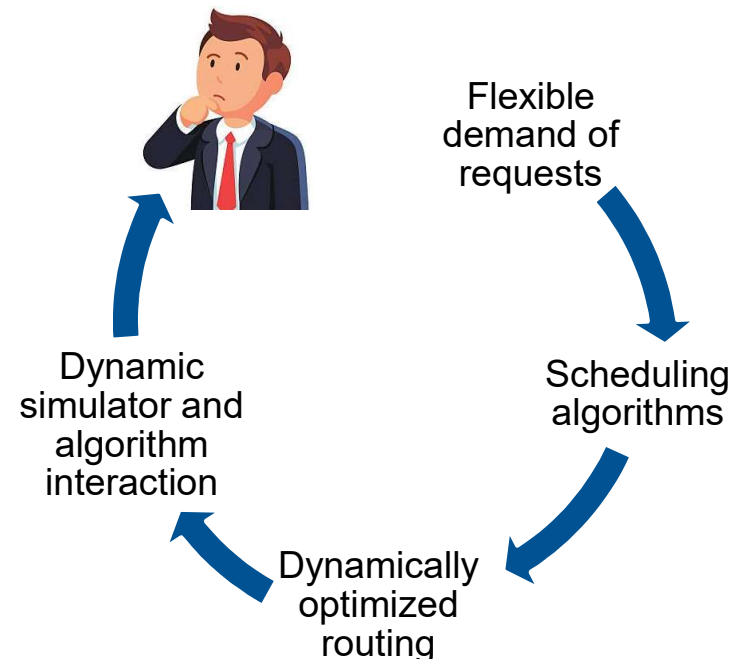 Flexible
demand of
requests
Scheduling
algorithms
Dynamically
optimized
routing
Dynamic
simulator and
algorithm
interaction